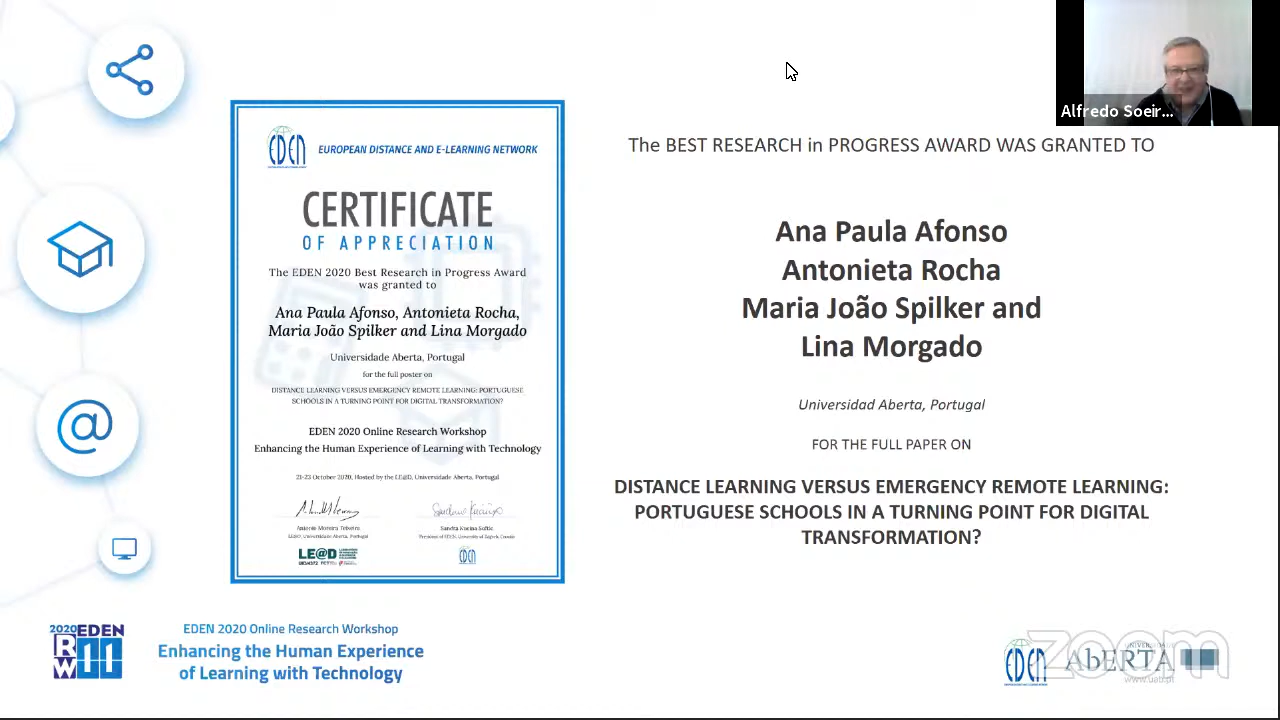 Alfredo Soeir...
The BEST RESEARCH in PROGRESS AWARD WAS GRANTED TO
Ana Paula Afonso
Antonieta Rocha
Maria João Spilker and
Lina Morgado
Universidad Aberta, Portugal
FOR THE FULL PAPER ON
DISTANCE LEARNING VERSUS EMERGENCY REMOTE LEARNING:
PORTUGUESE SCHOOLS IN A TURNING POINT FOR DIGITAL
TRANSFORMATION?
EDEN
EUROPEAN DISTANCE AND E-LEARNING NETWORK
CERTIFICATE
OF APPRECIATION
The EDEN 2020 Best Research in Progress Award
was granted to
Ana Paula Afonso, Antonieta Rocha,
Maria João Spilker and Lina Morgado
Universidade Aberta, Portugal
for the full poster on
DISTANCE LEARNING VERSUS EMERGENCY REMOTE LEARNING: PORTUGUESE
SCHOOLS IN A TURNING POINT FOR DIGITAL TRANSFORMATION?
EDEN 2020 Online Research Workshop
Enhancing the Human Experience of Learning with Technology
21-23 October 2020, Hosted by the LE@D, Universidade Aberta, Portugal
LE@D
EDEN
2020 EDEN
RW
EDEN 2020 Online Research Workshop
Enhancing the Human Experience
of Learning with Technology
EDEN
UNIVERSIDADE
AbERTA
www.uab.pt
zoom